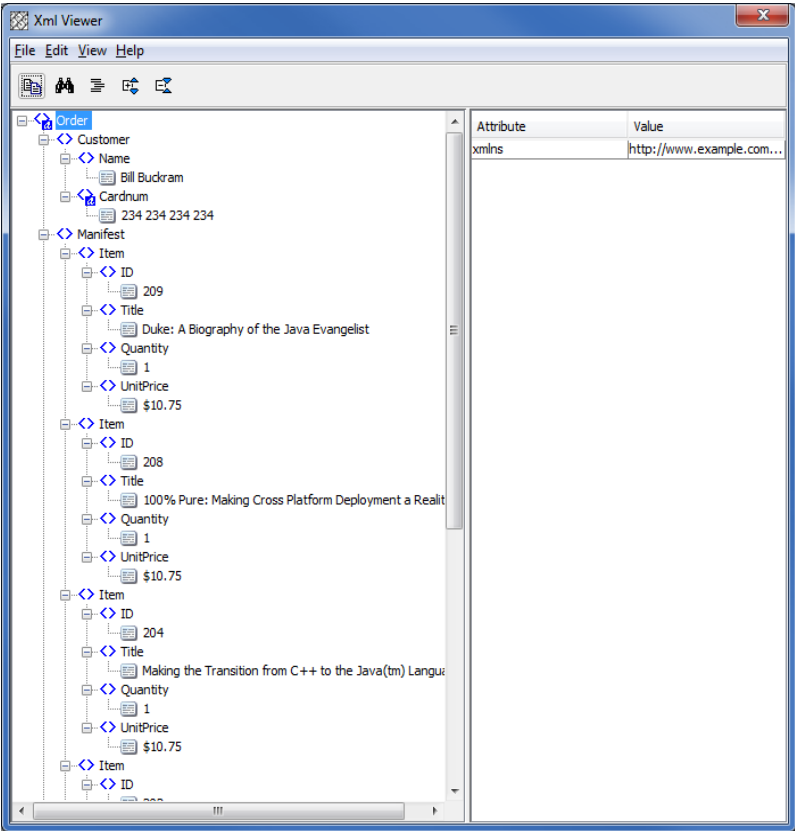 Xml Viewer
File Edit View Help
Order
Customer
Name
Bill Buckram
Cardnum
234 234 234 234
Manifest
Item
ID
209
Title
Duke: A Biography of the Java Evangelist
Quantity
1
UnitPrice
$10.75
Item
ID
208
Title
100% Pure: Making Cross Platform Deployment a Realit
Quantity
1
UnitPrice
$10.75
Item
ID
204
Title
Making the Transition from C++ to the Java(tm) Langua
Quantity
1
UnitPrice
$10.75
Item
ID
Attribute Value
xmlns http://www.example.com...